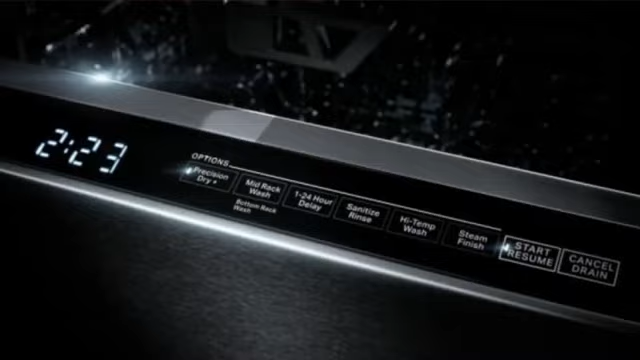 2:23
OPTIONS
Precision
Dry +
Mid Rack
Wash
Bottom Rack
Wash
1-24 Hour
Delay
Sanitize
Rinse
Hi-Temp
Wash
Steam
Finish
START
RESUME
CANCEL
DRAIN